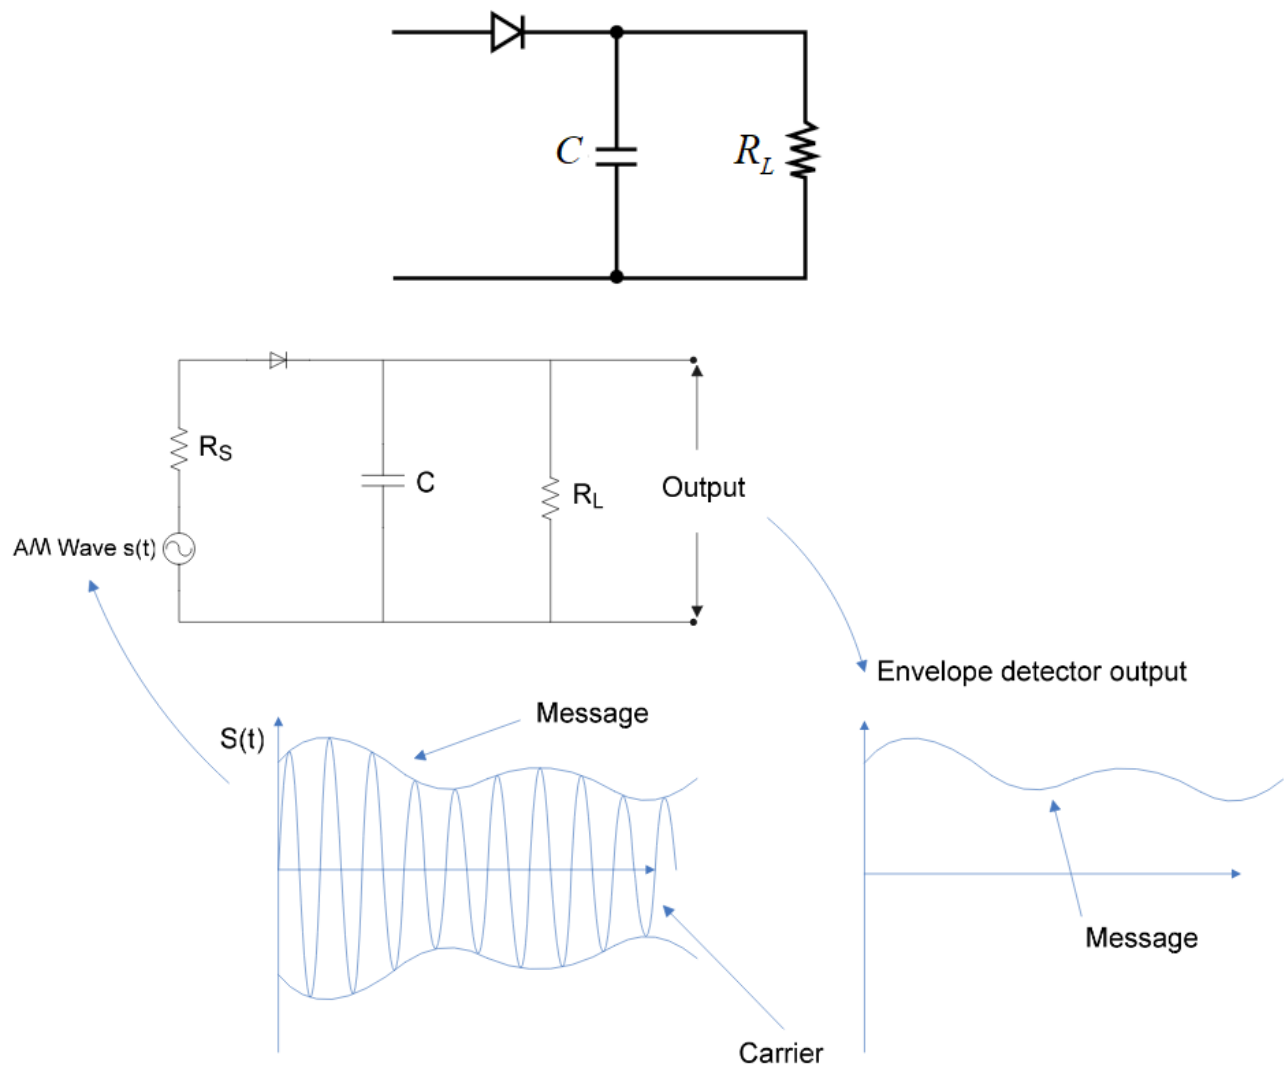 C
R_L
R_S
C
R_L
Output
AM Wave s(t)
Envelope detector output
Message
S(t)
Message
Carrier